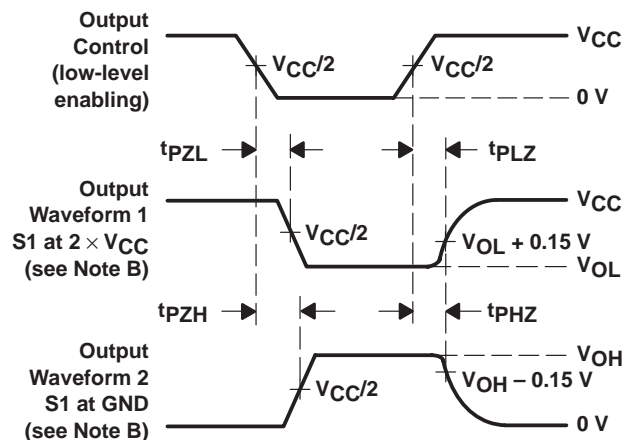 Output
Control
(low-level
enabling)
VCC
VCC/2
VCC/2
0 V
tPZL
tPLZ
Output
Waveform 1
S1 at 2 × VCC
(see Note B)
VCC
VCC/2
VOL + 0.15 V
VOL
tPZH
tPHZ
Output
Waveform 2
S1 at GND
(see Note B)
VOH
VCC/2
VOH – 0.15 V
0 V